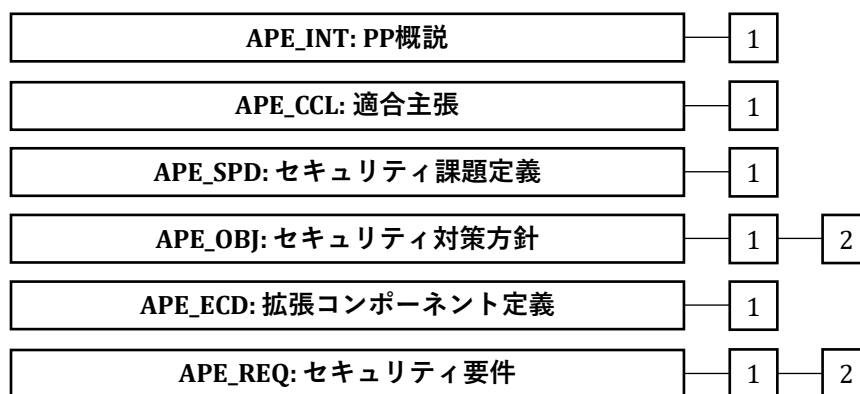 APE_INT: PP概説 1
APE_CCL: 適合主張 1
APE_SPD: セキュリティ課題定義 1
APE_OBJ: セキュリティ対策方針 1 2
APE_ECD: 拡張コンポーネント定義 1
APE_REQ: セキュリティ要件 1 2